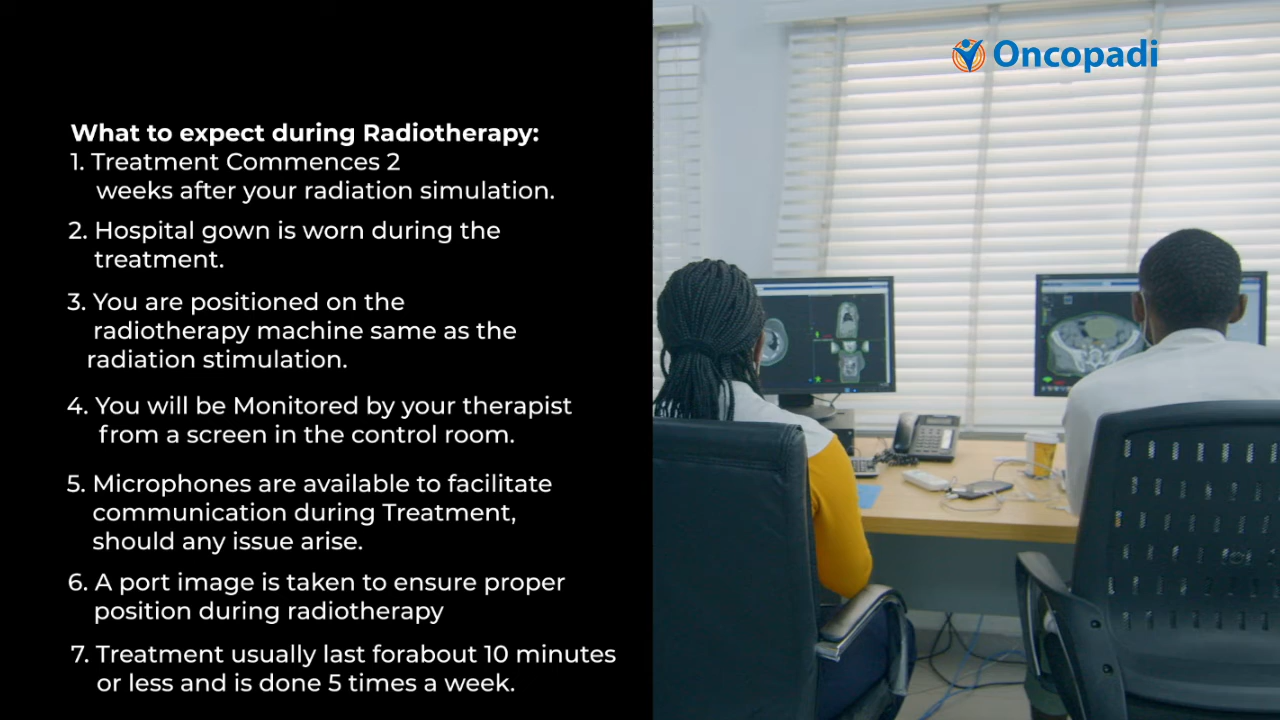 Oncopadi
What to expect during Radiotherapy:
1. Treatment Commences 2
weeks after your radiation simulation.
2. Hospital gown is worn during the
treatment.
3. You are positioned on the
radiotherapy machine same as the
radiation stimulation.
4. You will be Monitored by your therapist
from a screen in the control room.
5. Microphones are available to facilitate
communication during Treatment,
should any issue arise.
6. A port image is taken to ensure proper
position during radiotherapy
7. Treatment usually last forabout 10 minutes
or less and is done 5 times a week.